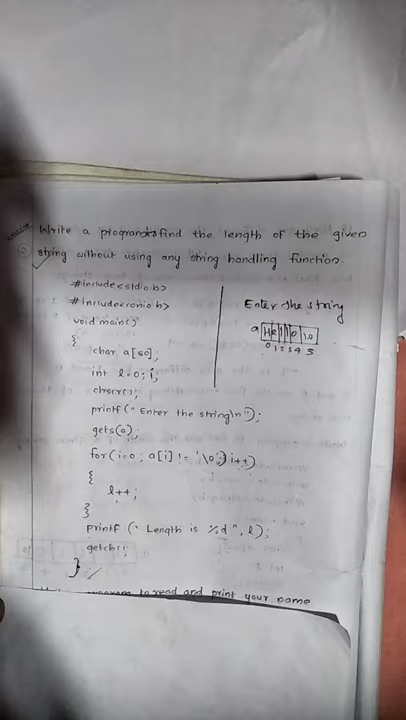 Write a program to find the length of the given
string without using any string handling function.
#include<stdio.h>
#include<conio.h>
void main()
{
char a[50];
int l=0,i;
clrscr();
printf("Enter the string\n");
gets(a);
for(i=0; a[i]!='\0';i++)
{
l++;
}
printf("Length is %d", l);
getch();
}
Enter the string
a H e l l o \0
0 1 2 3 4 5
program to read and print your name